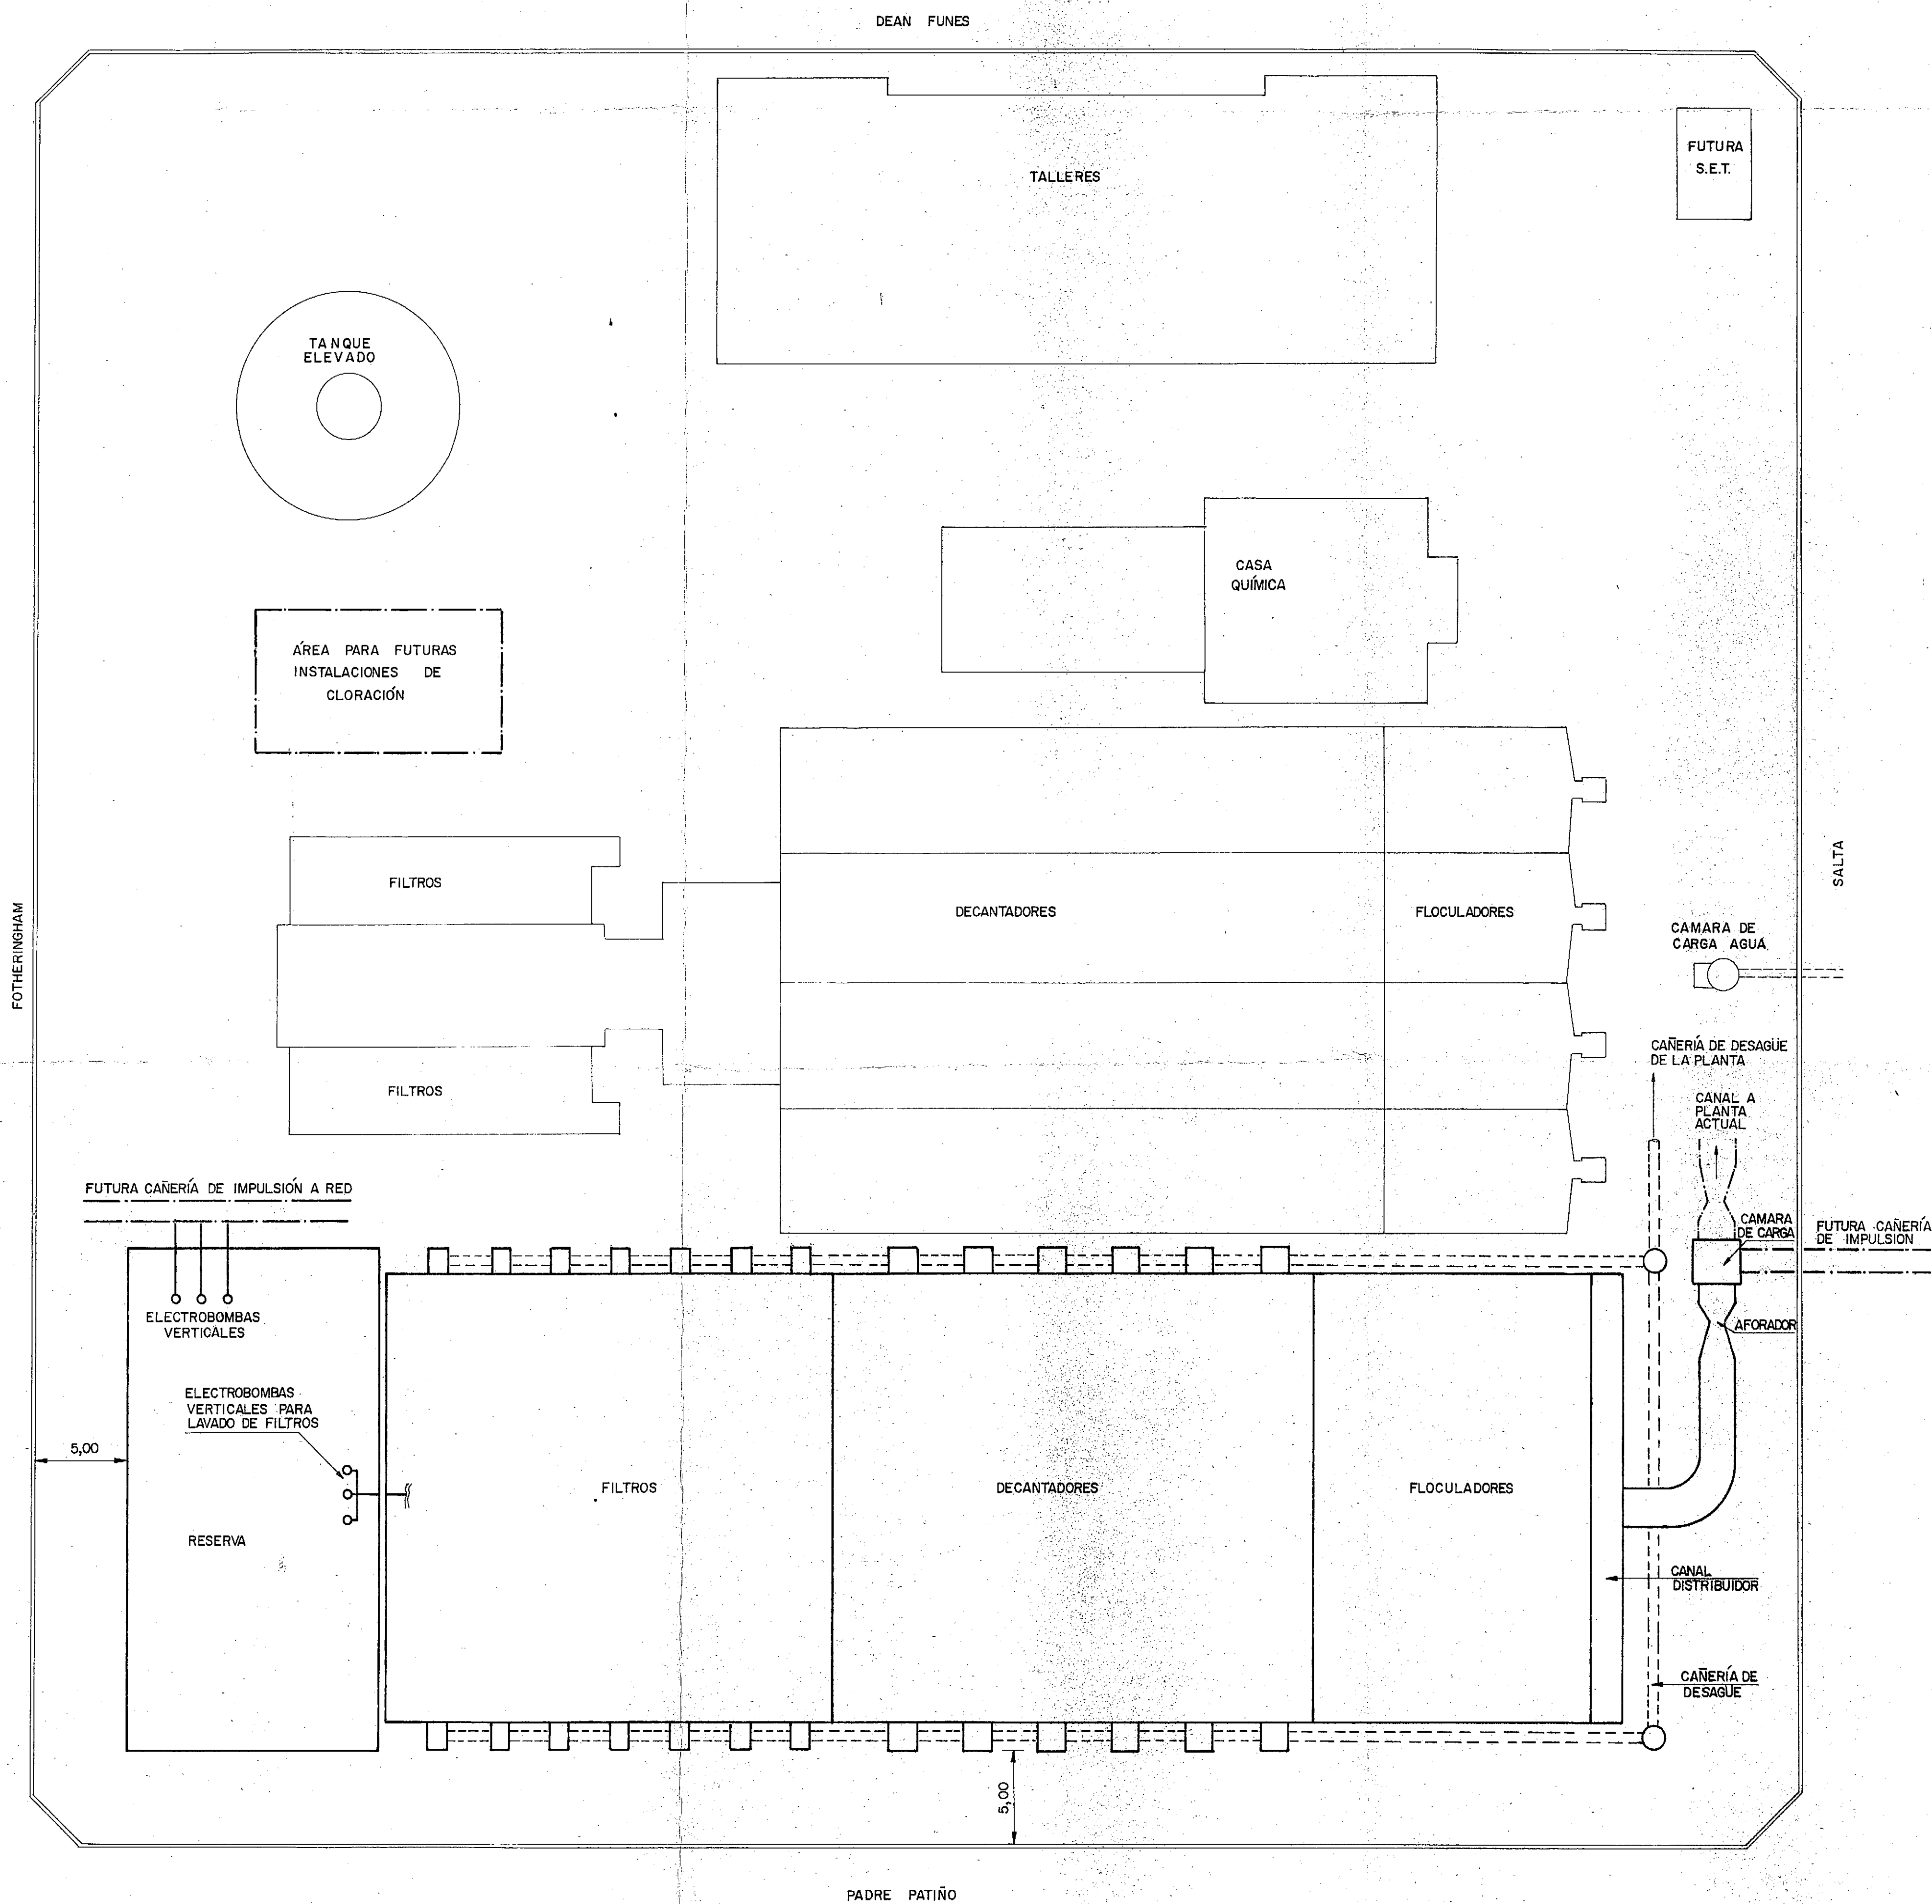 DEAN FUNES
TALLERES
FUTURA
S.E.T.
TANQUE
ELEVADO
CASA
QUÍMICA
ÁREA PARA FUTURAS
INSTALACIONES DE
CLORACIÓN
SALTA
FOTHERINGHAM
FILTROS
DECANTADORES
FLOCULADORES
CAMARA DE
CARGA AGUA
CAÑERÍA DE DESAGÜE
DE LA PLANTA
FILTROS
CANAL A
PLANTA
ACTUAL
FUTURA CAÑERÍA DE IMPULSIÓN A RED
CAMARA
DE CARGA
FUTURA CAÑERÍA
DE IMPULSION
ELECTROBOMBAS
VERTICALES
AFORADOR
ELECTROBOMBAS
VERTICALES PARA
LAVADO DE FILTROS
5,00
FILTROS
DECANTADORES
FLOCULADORES
RESERVA
CANAL
DISTRIBUIDOR
CAÑERÍA DE
DESAGÜE
5,00
PADRE PATIÑO